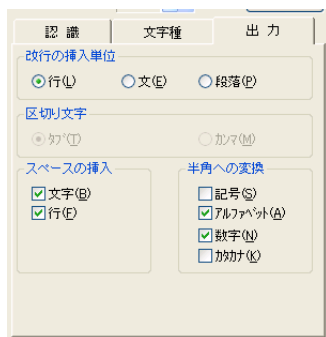 認識 文字種 出力
改行の挿入単位
行(L) 文(E) 段落(P)
区切り文字
ﾀﾌﾞ(T) ｶﾝﾏ(M)
スペースの挿入 半角への変換
文字(B) 記号(S)
行(F) ｱﾙﾌｧﾍﾞｯﾄ(A)
数字(N)
ｶﾀｶﾅ(K)